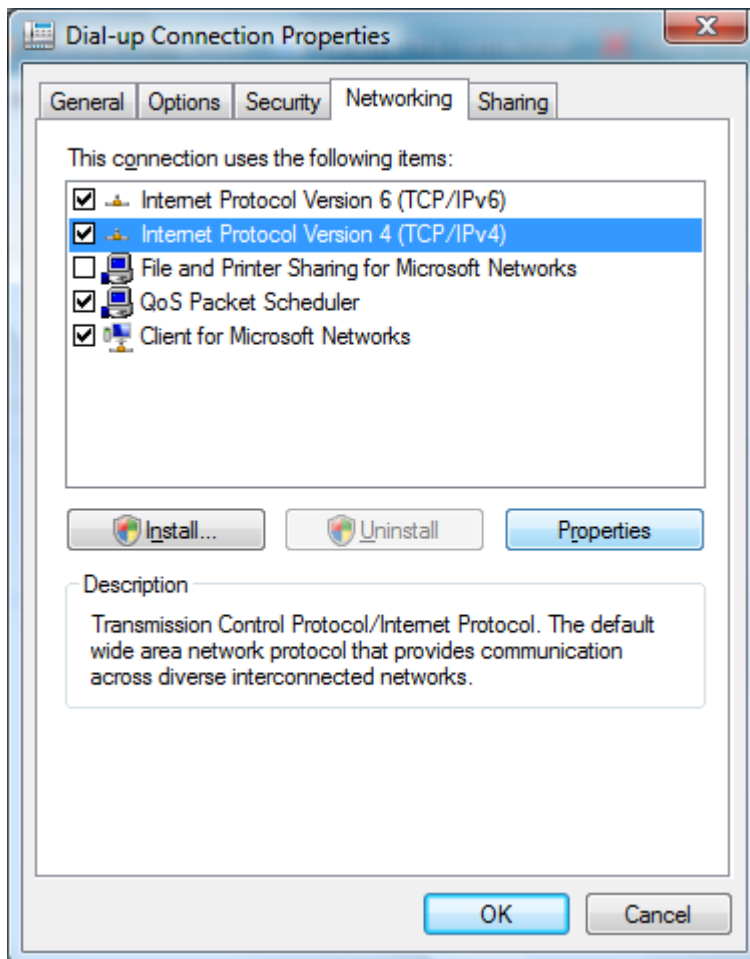 Dial-up Connection Properties
General Options Security Networking Sharing
This connection uses the following items:
Internet Protocol Version 6 (TCP/IPv6)
Internet Protocol Version 4 (TCP/IPv4)
File and Printer Sharing for Microsoft Networks
QoS Packet Scheduler
Client for Microsoft Networks
Install... Uninstall Properties
Description
Transmission Control Protocol/Internet Protocol. The default
wide area network protocol that provides communication
across diverse interconnected networks.
OK Cancel